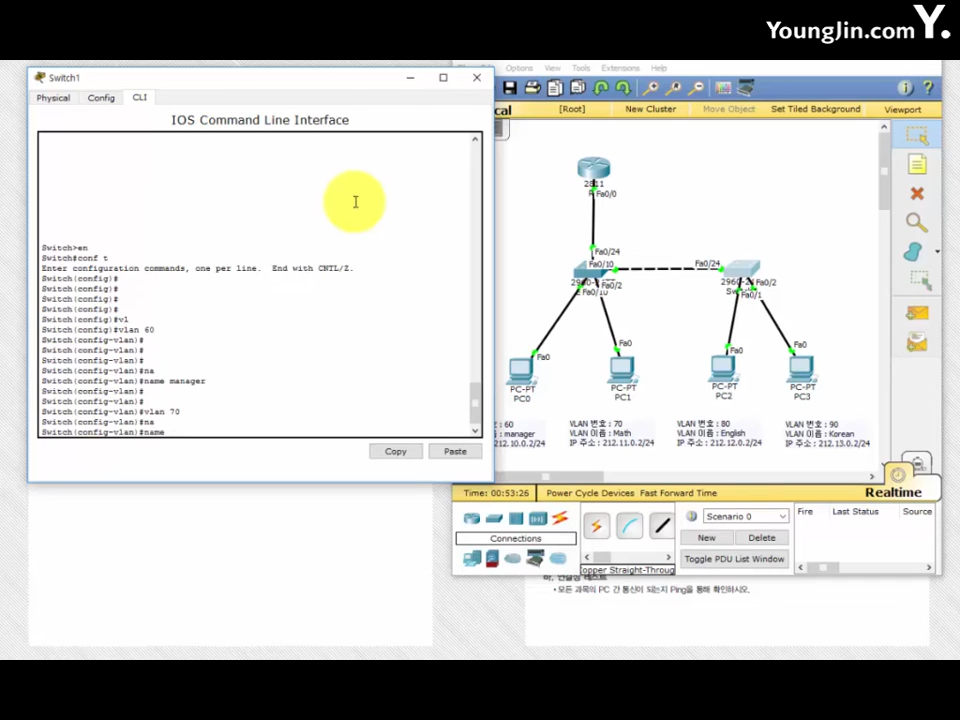 YoungJin.com Y.
Switch1
Physical Config CLI
IOS Command Line Interface
Switch>en
Switch#conf t
Enter configuration commands, one per line. End with CNTL/Z.
Switch(config)#
Switch(config)#
Switch(config)#
Switch(config)#
Switch(config)#vl
Switch(config)#vlan 60
Switch(config-vlan)#
Switch(config-vlan)#
Switch(config-vlan)#
Switch(config-vlan)#na
Switch(config-vlan)#name manager
Switch(config-vlan)#
Switch(config-vlan)#
Switch(config-vlan)#vlan 70
Switch(config-vlan)#na
Switch(config-vlan)#name
Copy Paste
Options View Tools Extensions Help
cal [Root] New Cluster Move Object Set Tiled Background Viewport
2811
Fa0/0
Fa0/24
Fa0/10
Fa0/24
Fa0/2
Fa0/2
Fa0/1
Fa0
Fa0
Fa0
Fa0
PC-PT
PC0
PC-PT
PC1
PC-PT
PC2
PC-PT
PC3
: 60
: manager
212.10.0.2/24
VLAN 번호 : 70
VLAN 이름 : Math
IP 주소 : 212.11.0.2/24
VLAN 번호 : 80
VLAN 이름 : English
IP 주소 : 212.12.0.2/24
VLAN 번호 : 90
VLAN 이름 : Korean
IP 주소 : 212.13.0.2/24
Time: 00:53:26 Power Cycle Devices Fast Forward Time
Realtime
Connections
Scenario 0
New Delete
Toggle PDU List Window
Fire Last Status Source
Copper Straight-Throug
• 모든 과목의 PC 간 통신이 되는지 Ping을 통해 확인하시오.